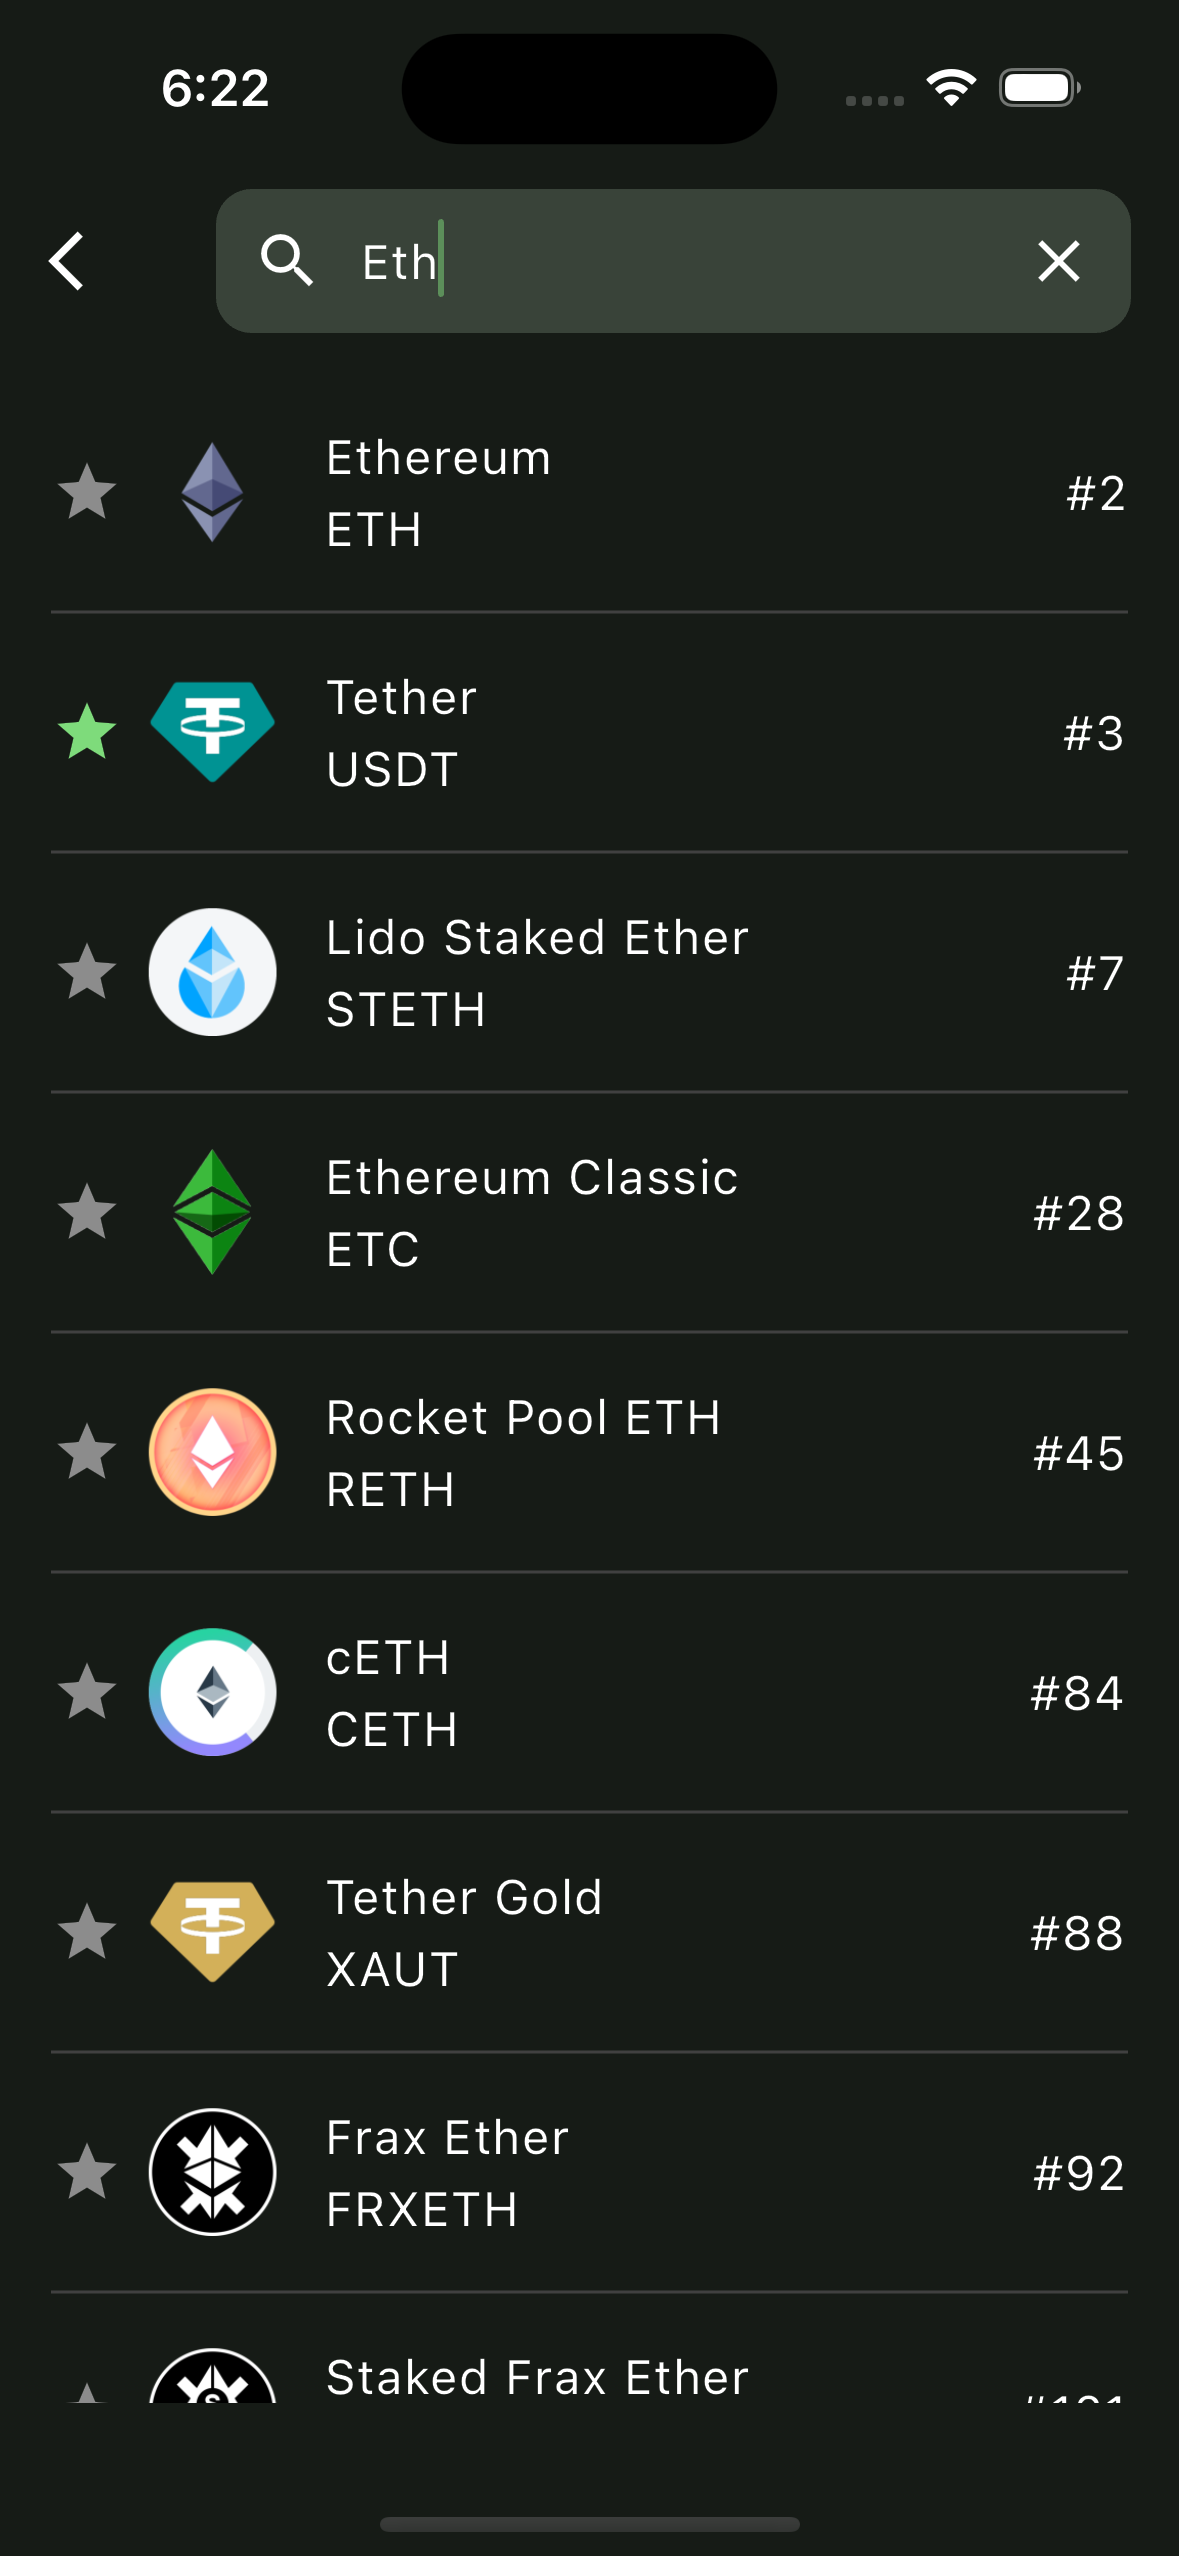 6:22
Eth
Ethereum
ETH
#2
Tether
USDT
#3
Lido Staked Ether
STETH
#7
Ethereum Classic
ETC
#28
Rocket Pool ETH
RETH
#45
cETH
CETH
#84
Tether Gold
XAUT
#88
Frax Ether
FRXETH
#92
Staked Frax Ether